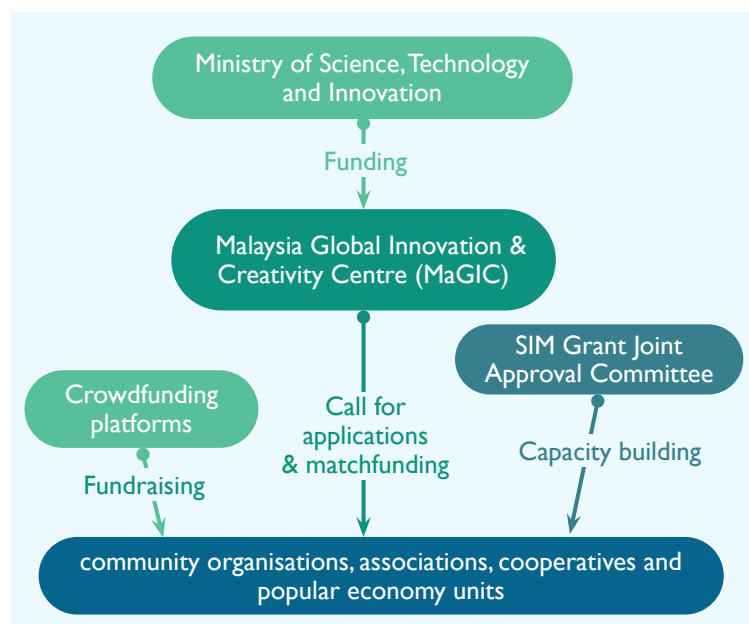 Ministry of Science, Technology
and Innovation
Funding
Malaysia Global Innovation &
Creativity Centre (MaGIC)
SIM Grant Joint
Approval Committee
Crowdfunding
platforms
Call for
applications
& matchfunding
Capacity building
Fundraising
community organisations, associations, cooperatives and
popular economy units